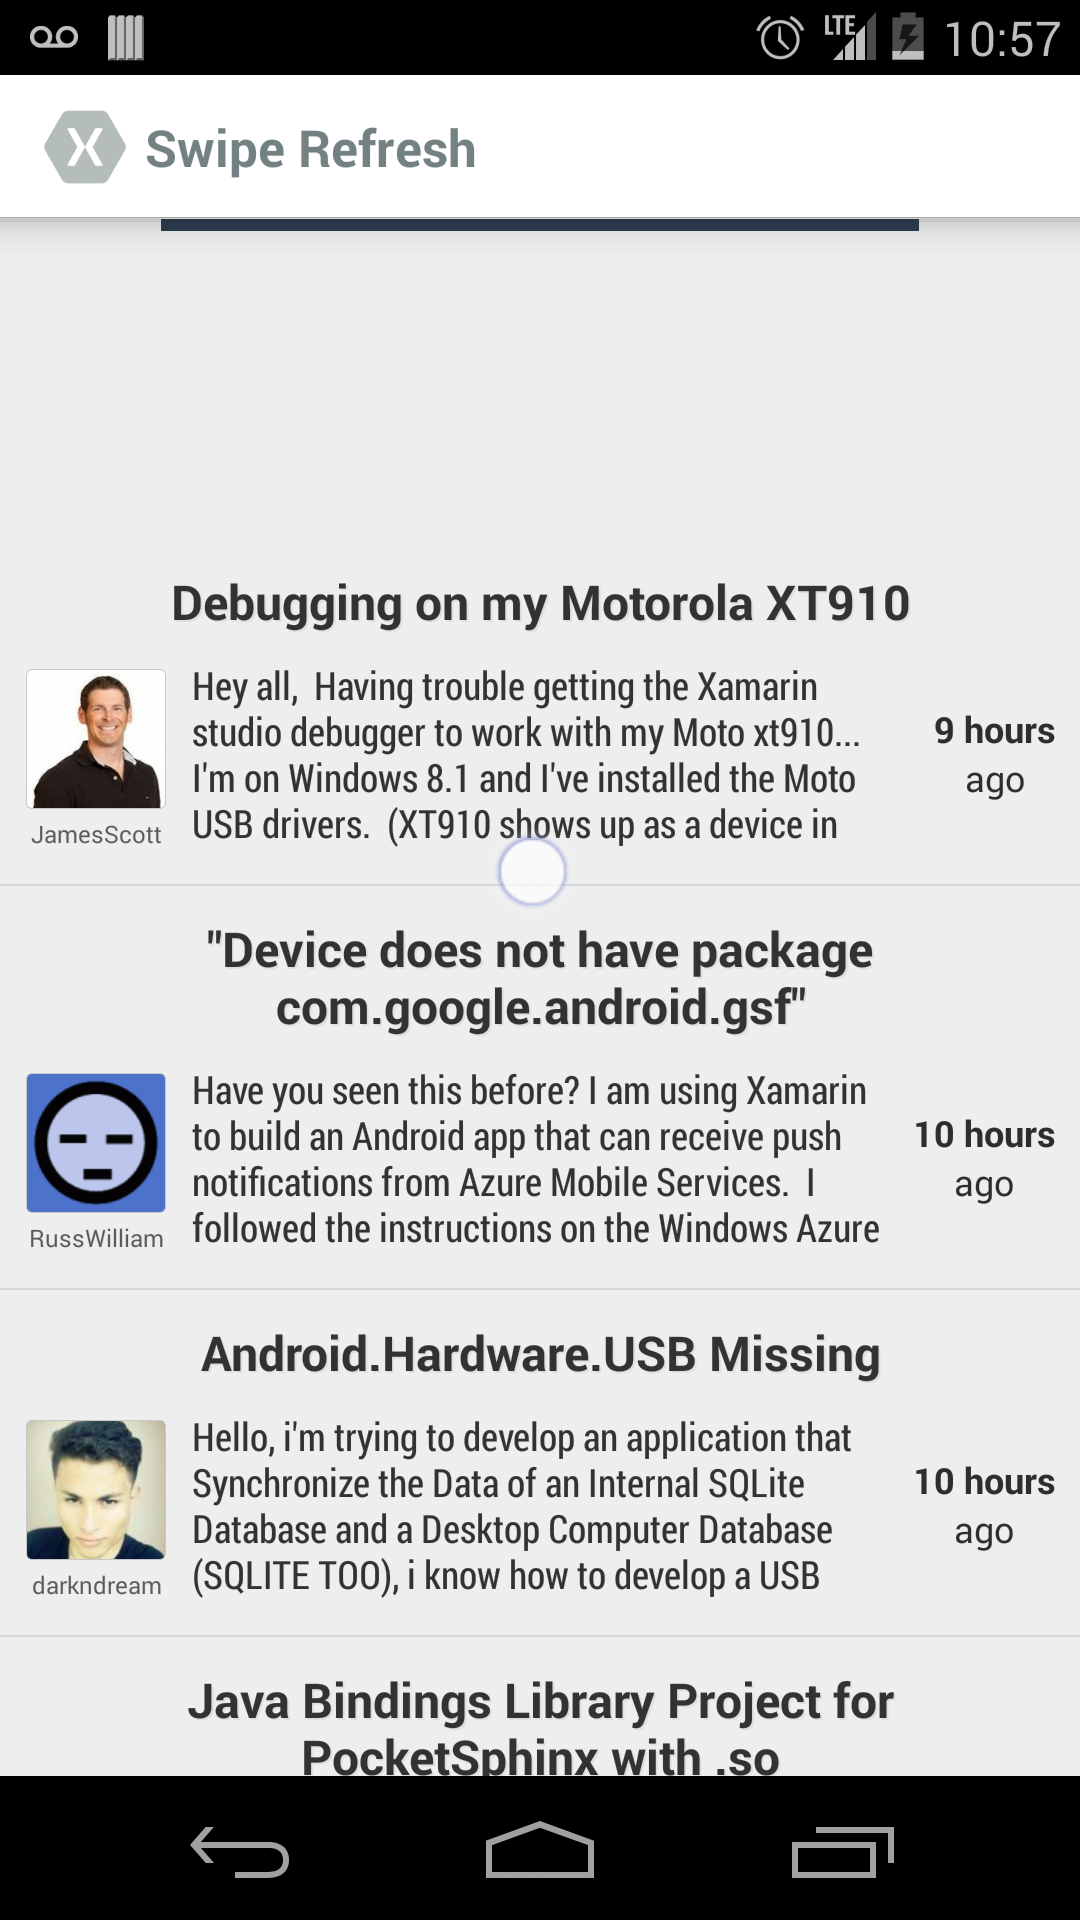 LTE 10:57
X Swipe Refresh
Debugging on my Motorola XT910
Hey all,  Having trouble getting the Xamarin
studio debugger to work with my Moto xt910...
I'm on Windows 8.1 and I've installed the Moto
USB drivers.  (XT910 shows up as a device in
JamesScott
9 hours
ago
"Device does not have package
com.google.android.gsf"
Have you seen this before? I am using Xamarin
to build an Android app that can receive push
notifications from Azure Mobile Services.  I
followed the instructions on the Windows Azure
RussWilliam
10 hours
ago
Android.Hardware.USB Missing
Hello, i'm trying to develop an application that
Synchronize the Data of an Internal SQLite
Database and a Desktop Computer Database
(SQLITE TOO), i know how to develop a USB
darkndream
10 hours
ago
Java Bindings Library Project for
PocketSphinx with .so